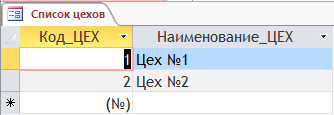 Список цехов
Код_ЦЕХ Наименование_ЦЕХ
1 Цех №1
2 Цех №2
* (№)